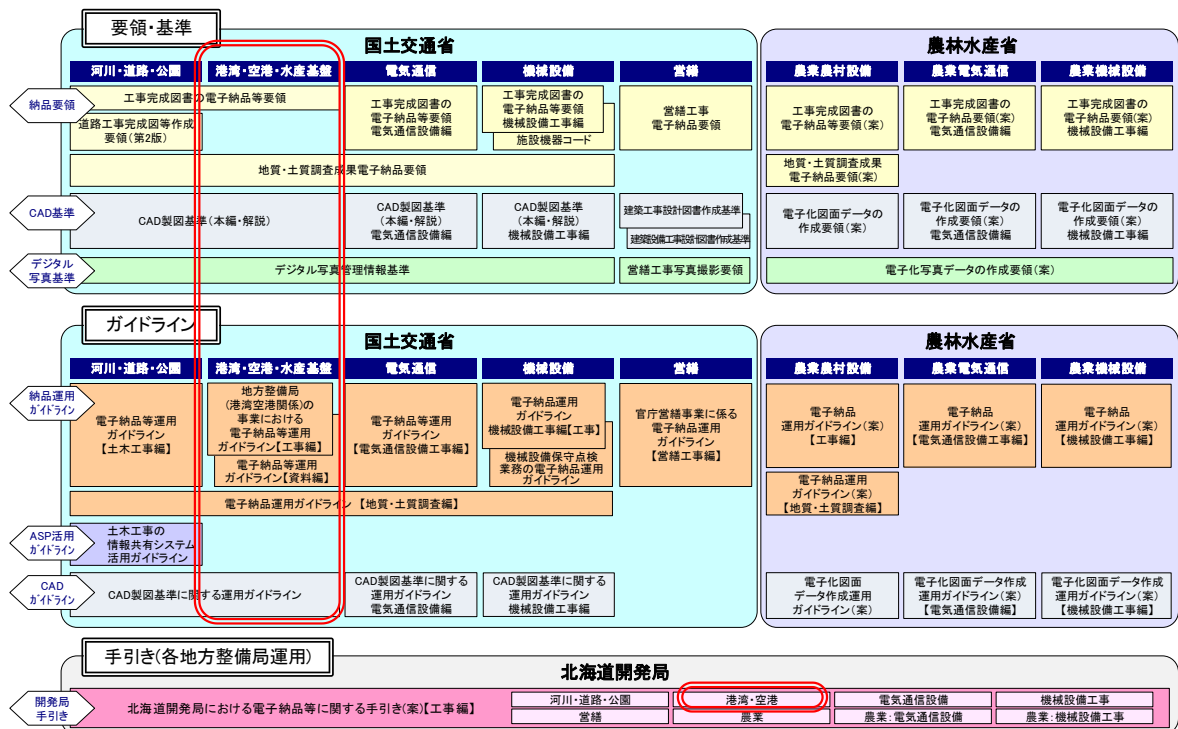 要領・基準
国土交通省
農林水産省
河川・道路・公園
港湾・空港・水産基盤
電気通信
機械設備
営繕
農業農村設備
農業電気通信
農業機械設備
納品要領
工事完成図書の電子納品等要領
道路工事完成図等作成
要領(第2版)
工事完成図書の
電子納品等要領
電気通信設備編
工事完成図書の
電子納品等要領
機械設備工事編
施設機器コード
営繕工事
電子納品要領
工事完成図書の
電子納品等要領(案)
工事完成図書の
電子納品要領(案)
電気通信設備編
工事完成図書の
電子納品要領(案)
機械設備工事編
地質・土質調査成果電子納品要領
地質・土質調査成果
電子納品要領(案)
CAD基準
CAD製図基準(本編・解説)
CAD製図基準
(本編・解説)
電気通信設備編
CAD製図基準
(本編・解説)
機械設備工事編
建築工事設計図書作成基準
建築設備工事設計図書作成基準
電子化図面データの
作成要領(案)
電子化図面データの
作成要領(案)
電気通信設備編
電子化図面データの
作成要領(案)
機械設備工事編
デジタル
写真基準
デジタル写真管理情報基準
営繕工事写真撮影要領
電子化写真データの作成要領(案)
ガイドライン
国土交通省
農林水産省
河川・道路・公園
港湾・空港・水産基盤
電気通信
機械設備
営繕
農業農村設備
農業電気通信
農業機械設備
納品運用
ガイドライン
電子納品等運用
ガイドライン
【土木工事編】
地方整備局
(港湾空港関係)の
事業における
電子納品等運用
ガイドライン【工事編】
電子納品等運用
ガイドライン【資料編】
電子納品等運用
ガイドライン
【電気通信設備工事編】
電子納品運用
ガイドライン
機械設備工事編【工事】
機械設備保守点検
業務の電子納品運用
ガイドライン
官庁営繕事業に係る
電子納品運用
ガイドライン
【営繕工事編】
電子納品
運用ガイドライン(案)
【工事編】
電子納品
運用ガイドライン(案)
【電気通信設備工事編】
電子納品
運用ガイドライン(案)
【機械設備工事編】
電子納品運用ガイドライン 【地質・土質調査編】
電子納品運用
ガイドライン(案)
【地質・土質調査編】
ASP活用
ガイドライン
土木工事の
情報共有システム
活用ガイドライン
CAD
ガイドライン
CAD製図基準に関する運用ガイドライン
CAD製図基準に関する
運用ガイドライン
電気通信設備編
CAD製図基準に関する
運用ガイドライン
機械設備工事編
電子化図面
データ作成運用
ガイドライン(案)
電子化図面データ作成
運用ガイドライン(案)
【電気通信設備編】
電子化図面データ作成
運用ガイドライン(案)
【機械設備工事編】
手引き(各地方整備局運用)
北海道開発局
開発局
手引き
北海道開発局における電子納品等に関する手引き(案)【工事編】
河川・道路・公園
港湾・空港
電気通信設備
機械設備工事
営繕
農業
農業:電気通信設備
農業:機械設備工事